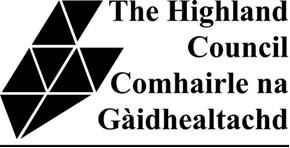 The Highland
Council
Comhairle na
Gàidhealtachd